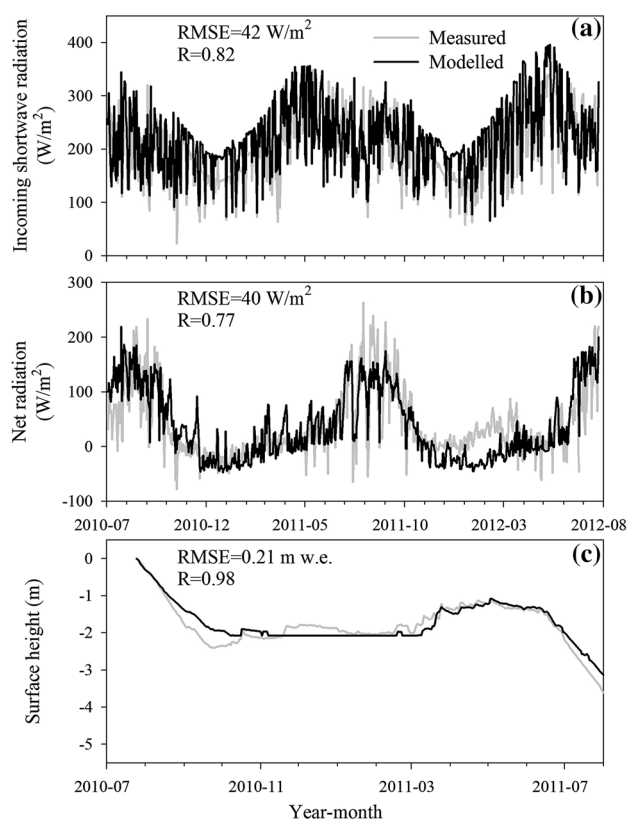 (a)
RMSE=42 W/m²
R=0.82
Measured
Modelled
Incoming shortwave radiation
(W/m²)
400
300
200
100
0
(b)
RMSE=40 W/m²
R=0.77
Net radiation
(W/m²)
300
200
100
0
-100
2010-07 2010-12 2011-05 2011-10 2012-03 2012-08
(c)
RMSE=0.21 m w.e.
R=0.98
Surface height (m)
0
-1
-2
-3
-4
-5
2010-07 2010-11 2011-03 2011-07
Year-month